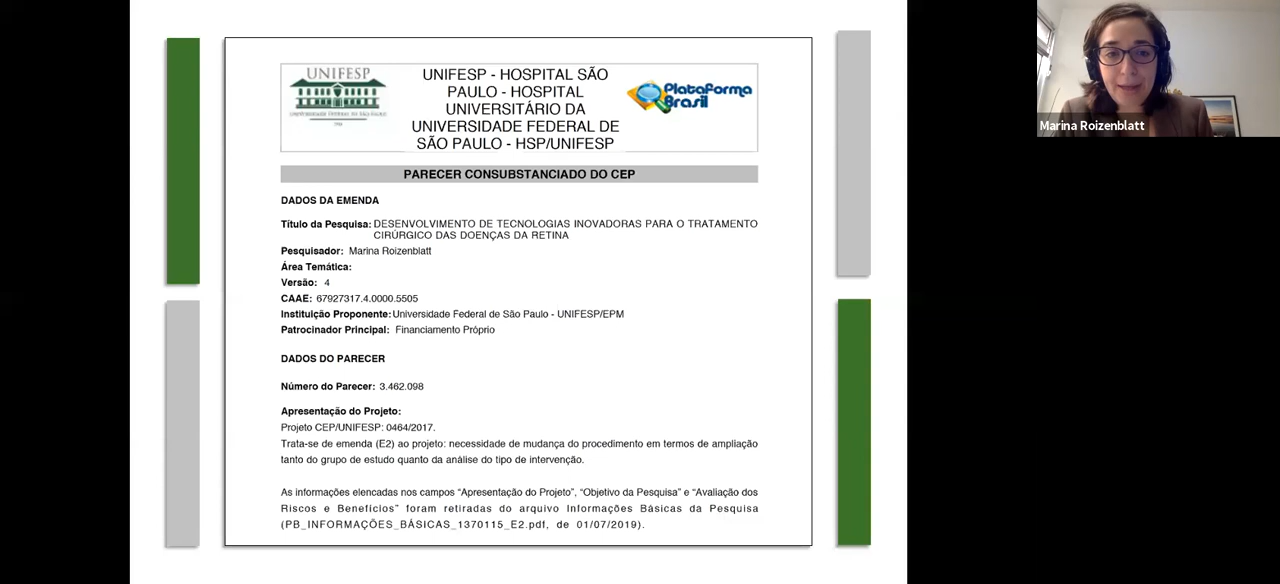 UNIFESP
UNIFESP - HOSPITAL SÃO
PAULO - HOSPITAL
UNIVERSITÁRIO DA
UNIVERSIDADE FEDERAL DE
SÃO PAULO - HSP/UNIFESP
Plataforma
Brasil
PARECER CONSUBSTANCIADO DO CEP
DADOS DA EMENDA
Título da Pesquisa: DESENVOLVIMENTO DE TECNOLOGIAS INOVADORAS PARA O TRATAMENTO
CIRÚRGICO DAS DOENÇAS DA RETINA
Pesquisador: Marina Roizenblatt
Área Temática:
Versão: 4
CAAE: 67927317.4.0000.5505
Instituição Proponente: Universidade Federal de São Paulo - UNIFESP/EPM
Patrocinador Principal: Financiamento Próprio
DADOS DO PARECER
Número do Parecer: 3.462.098
Apresentação do Projeto:
Projeto CEP/UNIFESP: 0464/2017.
Trata-se de emenda (E2) ao projeto: necessidade de mudança do procedimento em termos de ampliação
tanto do grupo de estudo quanto da análise do tipo de intervenção.
As informações elencadas nos campos “Apresentação do Projeto”, “Objetivo da Pesquisa” e “Avaliação dos
Riscos e Benefícios” foram retiradas do arquivo Informações Básicas da Pesquisa
(PB_INFORMAÇÕES_BÁSICAS_1370115_E2.pdf, de 01/07/2019).
Marina Roizenblatt